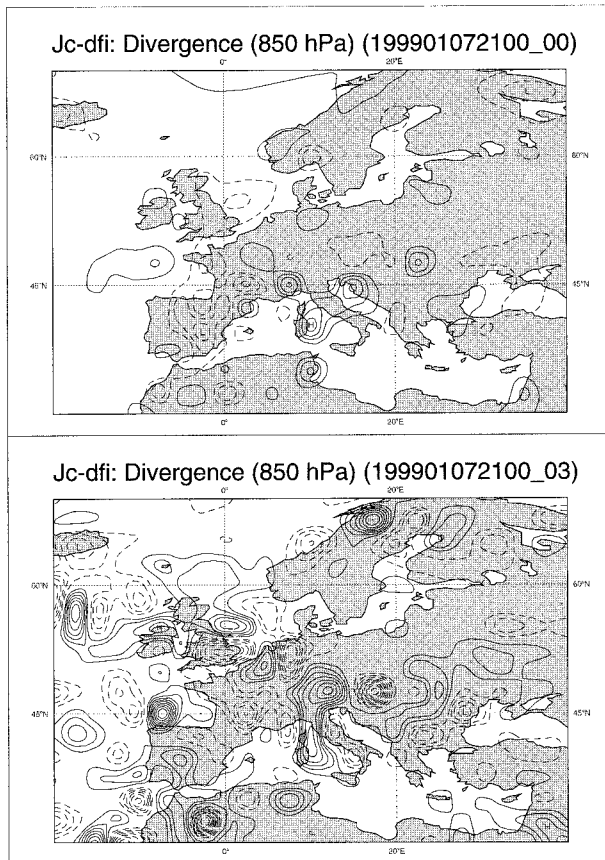 Jc-dfi: Divergence (850 hPa) (199901072100_00)
0° 20°E
60°N 60°N
45°N 45°N
0° 20°E
Jc-dfi: Divergence (850 hPa) (199901072100_03)
0° 20°E
60°N 60°N
45°N 45°N
0° 20°E